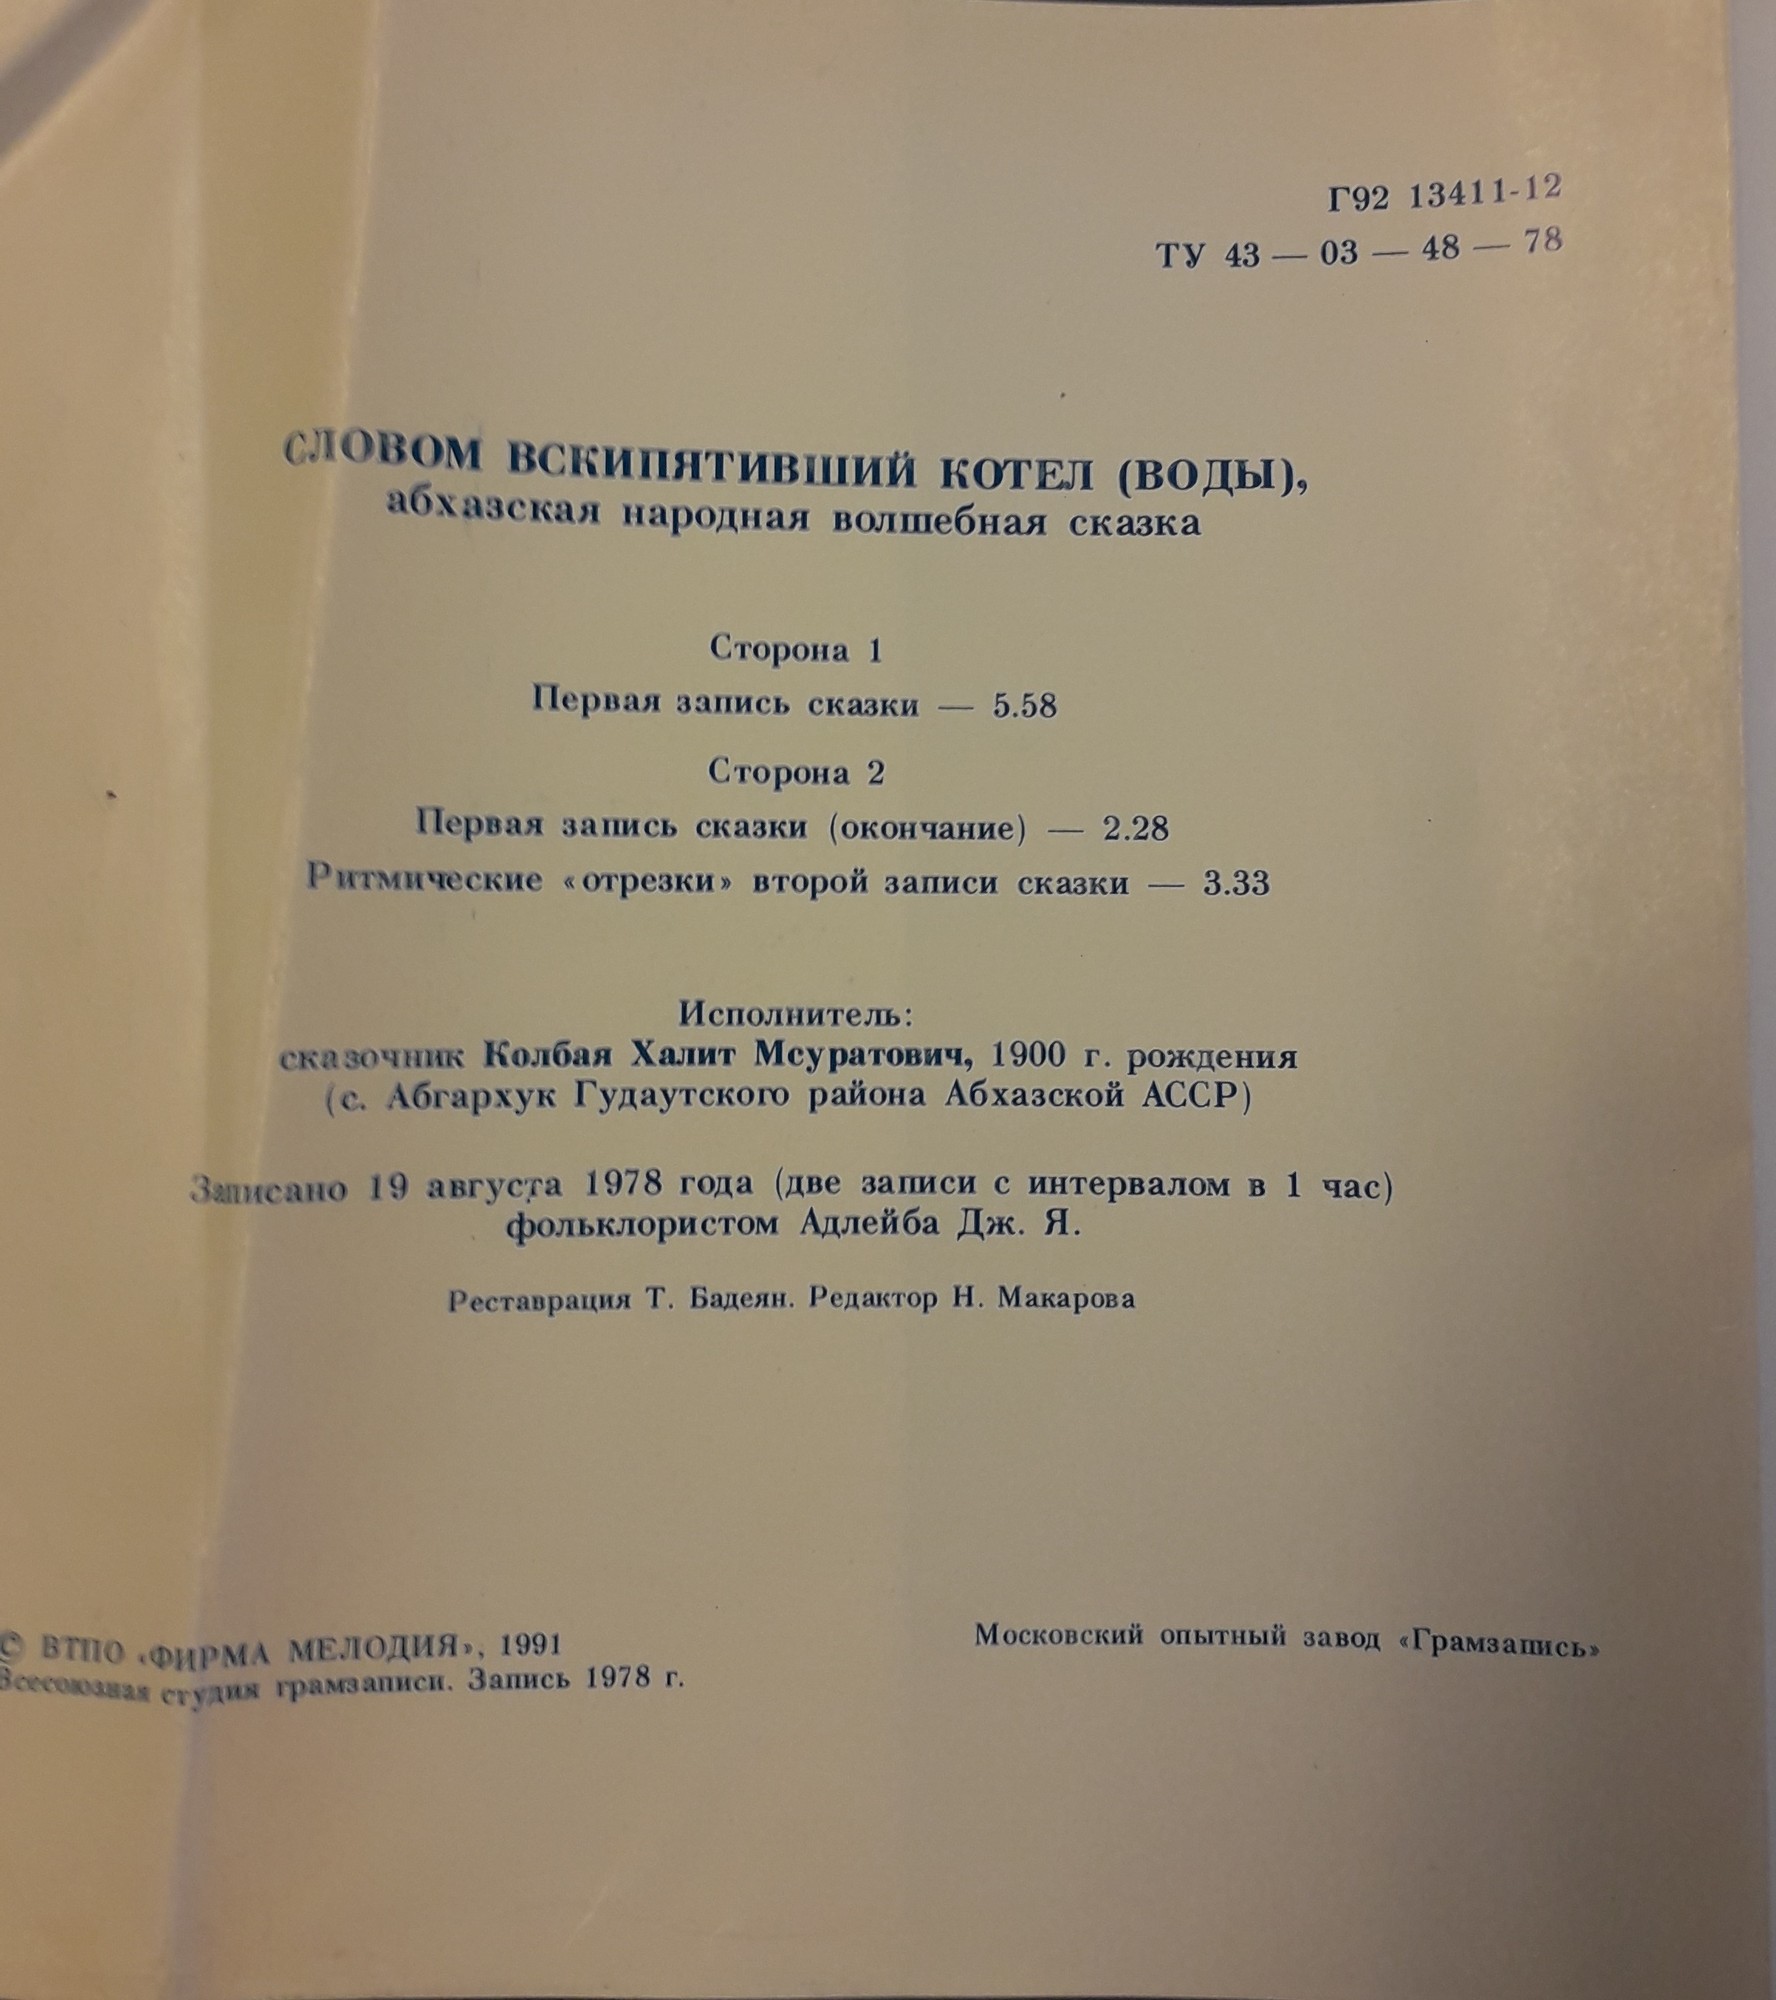 Г92 13411-12
ТУ 43 — 03 — 48 — 78
СЛОВОМ ВСКИПЯТИВШИЙ КОТЕЛ (ВОДЫ),
абхазская народная волшебная сказка
Сторона 1
Первая запись сказки — 5.58
Сторона 2
Первая запись сказки (окончание) — 2.28
Ритмические «отрезки» второй записи сказки — 3.33
Исполнитель:
сказочник Колбая Халит Мсуратович, 1900 г. рождения
(с. Абгархук Гудаутского района Абхазской АССР)
Записано 19 августа 1978 года (две записи с интервалом в 1 час)
фольклористом Адлейба Дж. Я.
Реставрация Т. Бадеян. Редактор Н. Макарова
© ВТПО «ФИРМА МЕЛОДИЯ», 1991
Всесоюзная студия грамзаписи. Запись 1978 г.
Московский опытный завод «Грамзапись»